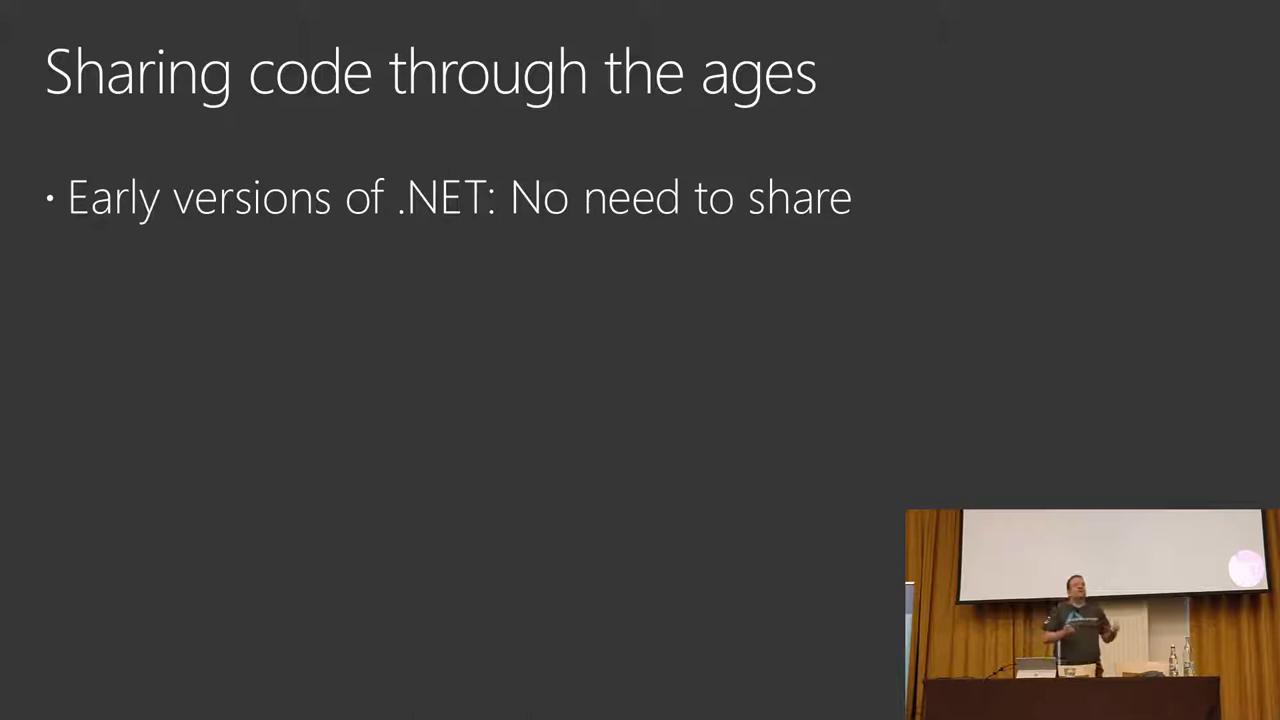 Sharing code through the ages
• Early versions of .NET: No need to share